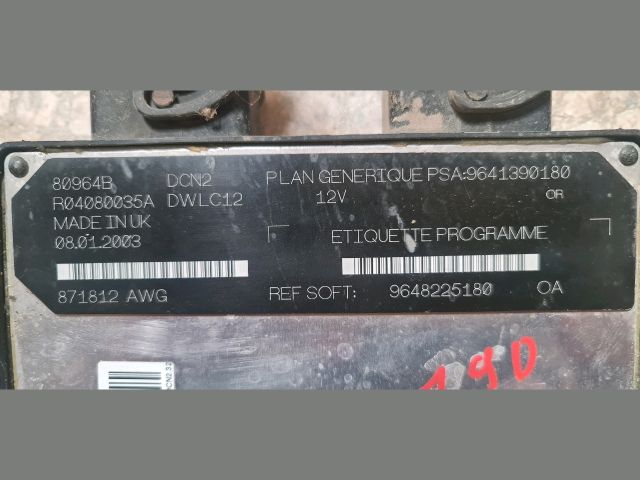 80964B DCN2 PLAN GENERIQUE PSA:9641390180
R04080035A DWLC12 12V OR
MADE IN UK
08.01.2003 ETIQUETTE PROGRAMME
871812 AWG REF SOFT: 9648225180 OA
190